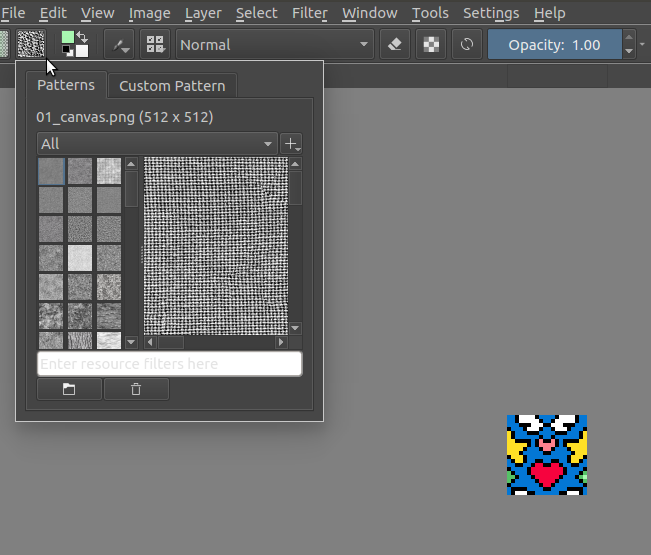 File Edit View Image Layer Select Filter Window Tools Settings Help
Normal Opacity: 1.00
Patterns Custom Pattern
01_canvas.png (512 x 512)
All
Enter resource filters here